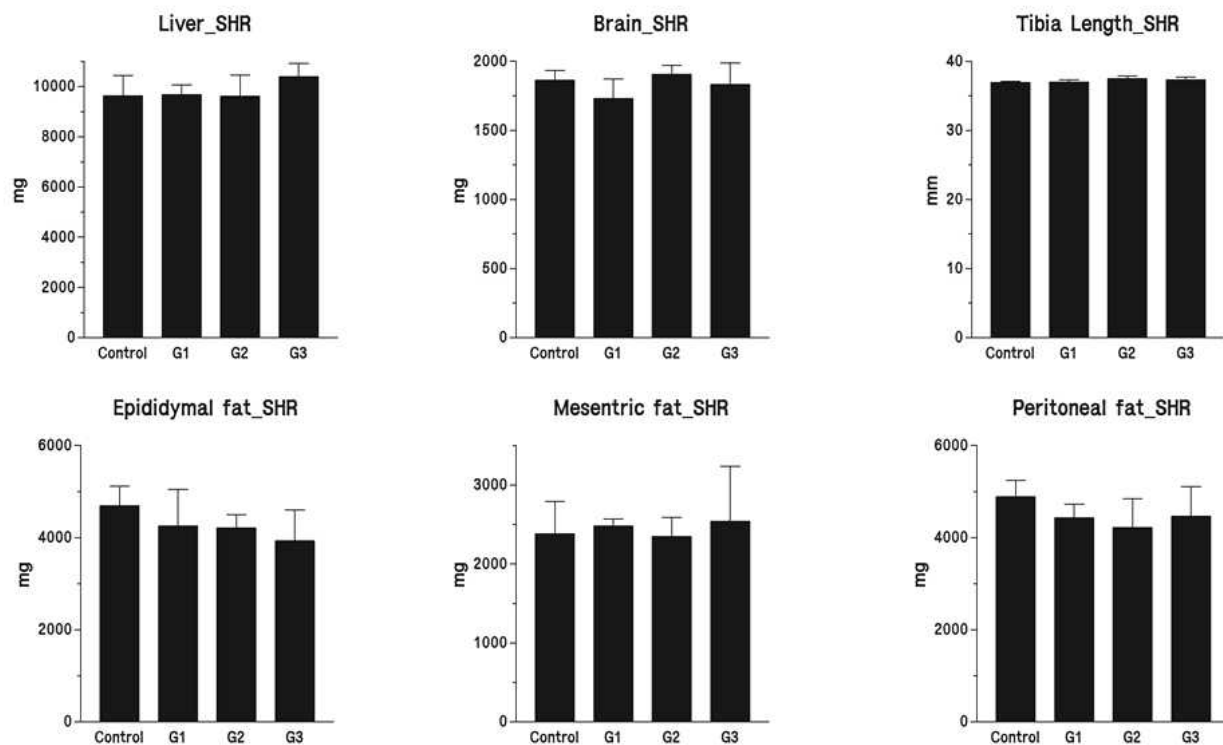 Liver_SHR
mg
10000
8000
6000
4000
2000
0
Control G1 G2 G3
Brain_SHR
mg
2000
1500
1000
500
0
Control G1 G2 G3
Tibia Length_SHR
mm
40
30
20
10
0
Control G1 G2 G3
Epididymal fat_SHR
mg
6000
4000
2000
0
Control G1 G2 G3
Mesentric fat_SHR
mg
3000
2000
1000
0
Control G1 G2 G3
Peritoneal fat_SHR
mg
6000
4000
2000
0
Control G1 G2 G3